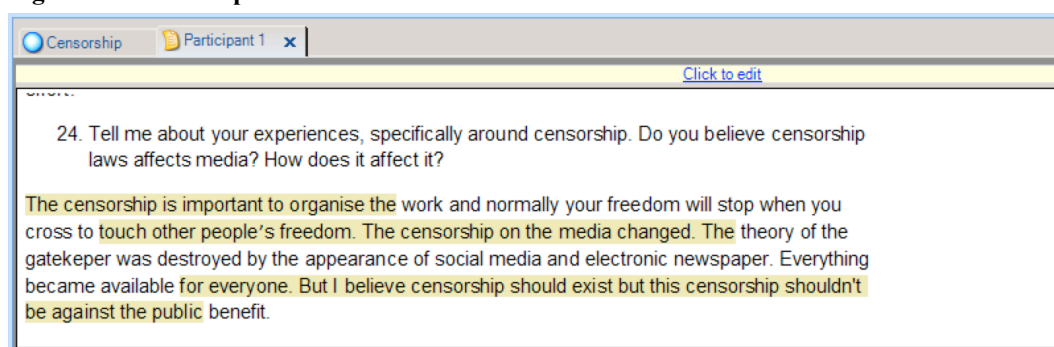 Censorship Participant 1 x
Click to edit
24. Tell me about your experiences, specifically around censorship. Do you believe censorship
laws affects media? How does it affect it?
The censorship is important to organise the work and normally your freedom will stop when you
cross to touch other people's freedom. The censorship on the media changed. The theory of the
gatekeper was destroyed by the appearance of social media and electronic newspaper. Everything
became available for everyone. But I believe censorship should exist but this censorship shouldn't
be against the public benefit.